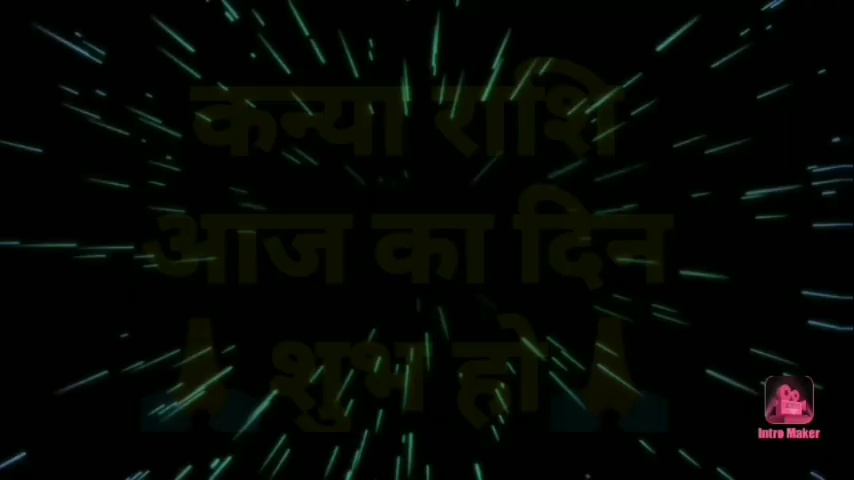 कन्या राशि
आज का दिन
🙏 शुभ हो 🙏
Intro Maker